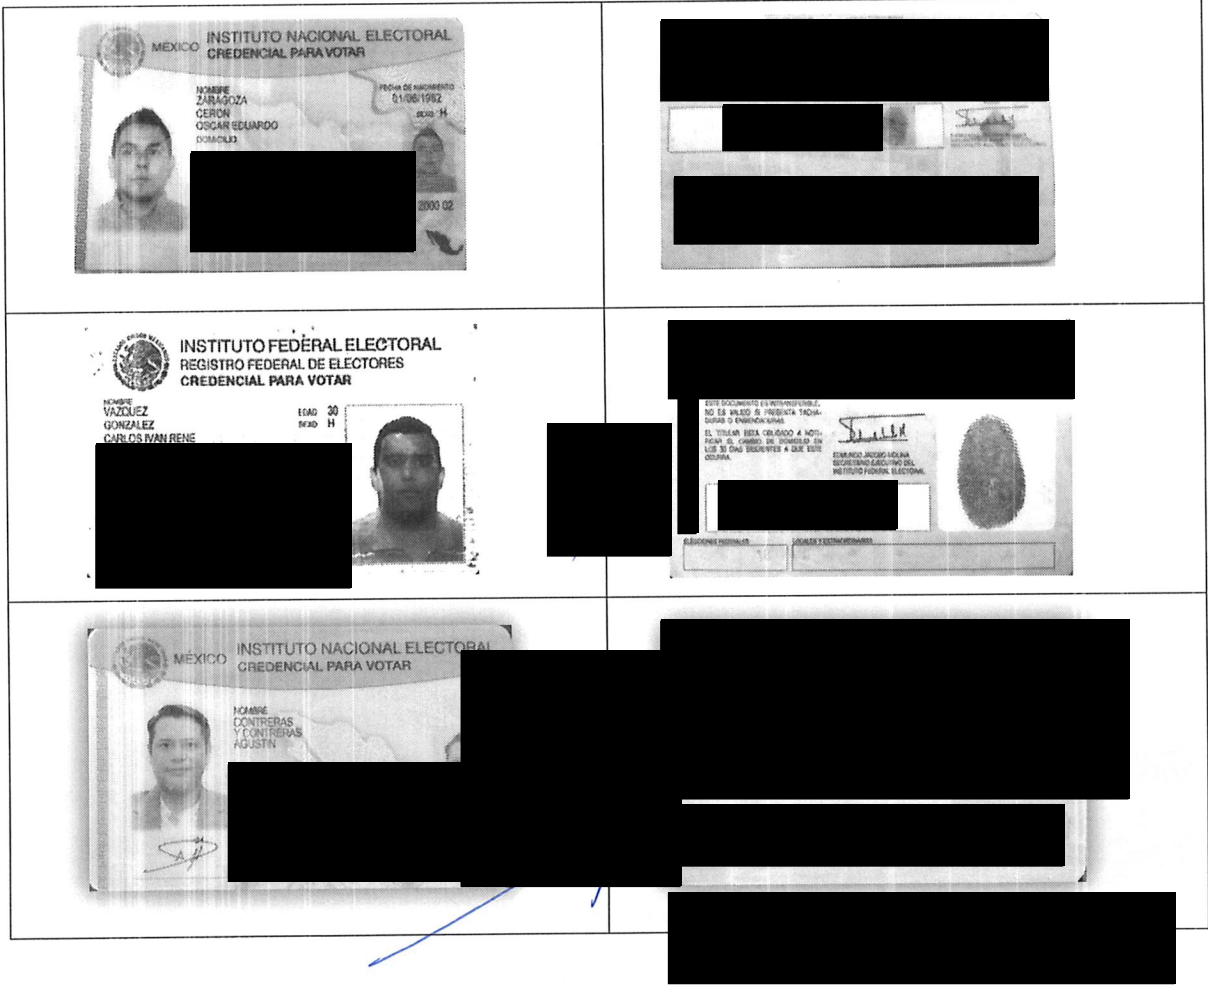 MÉXICO
INSTITUTO NACIONAL ELECTORAL
CREDENCIAL PARA VOTAR
NOMBRE
ZARAGOZA
CERON
OSCAR EDUARDO
DOMICILIO
FECHA DE NACIMIENTO
01/06/1982
SEXO H
2000 02
INSTITUTO FEDERAL ELECTORAL
REGISTRO FEDERAL DE ELECTORES
CREDENCIAL PARA VOTAR
NOMBRE
VAZQUEZ
GONZALEZ
CARLOS IVAN RENE
EDAD 30
SEXO H
ESTE DOCUMENTO ES INTRANSFERIBLE,
NO ES VALIDO SI PRESENTA TACHA-
DURAS O ENMENDADURAS.
EL TITULAR ESTÁ OBLIGADO A NOTI-
FICAR EL CAMBIO DE DOMICILIO EN
LOS 30 DÍAS SIGUIENTES A QUE ESTE
OCURRA.
EDMUNDO JACOBO MOLINA
SECRETARIO EJECUTIVO DEL
INSTITUTO FEDERAL ELECTORAL
ELECCIONES FEDERALES
LOCALES Y EXTRAORDINARIAS
MÉXICO
INSTITUTO NACIONAL ELECTORAL
CREDENCIAL PARA VOTAR
NOMBRE
CONTRERAS
Y CONTRERAS
AGUSTIN